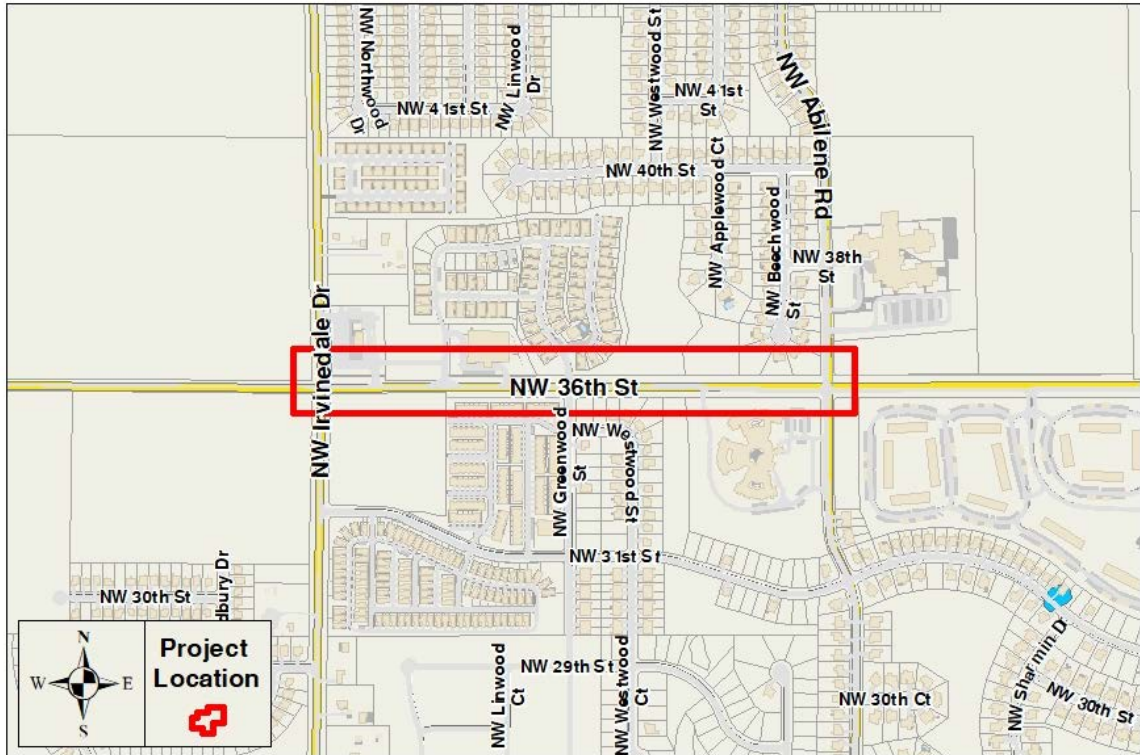 NW Northwood
Dr
NW Linwood
Dr
NW 41st St
NW Westwood St
NW 41st
St
NW Abilene Rd
NW 40th St
NW Applewood Ct
NW Beechwood
St
NW 38th
St
NW Irvinedale Dr
NW 36th St
NW Greenwood
St
NW Westwood St
NW 31st St
NW 30th St
dbury Dr
NW 29th St
NW Linwood
Ct
NW Westwood
Ct
NW 30th Ct
NW Sharmin Dr
NW 30th St
N
W
E
S
Project
Location